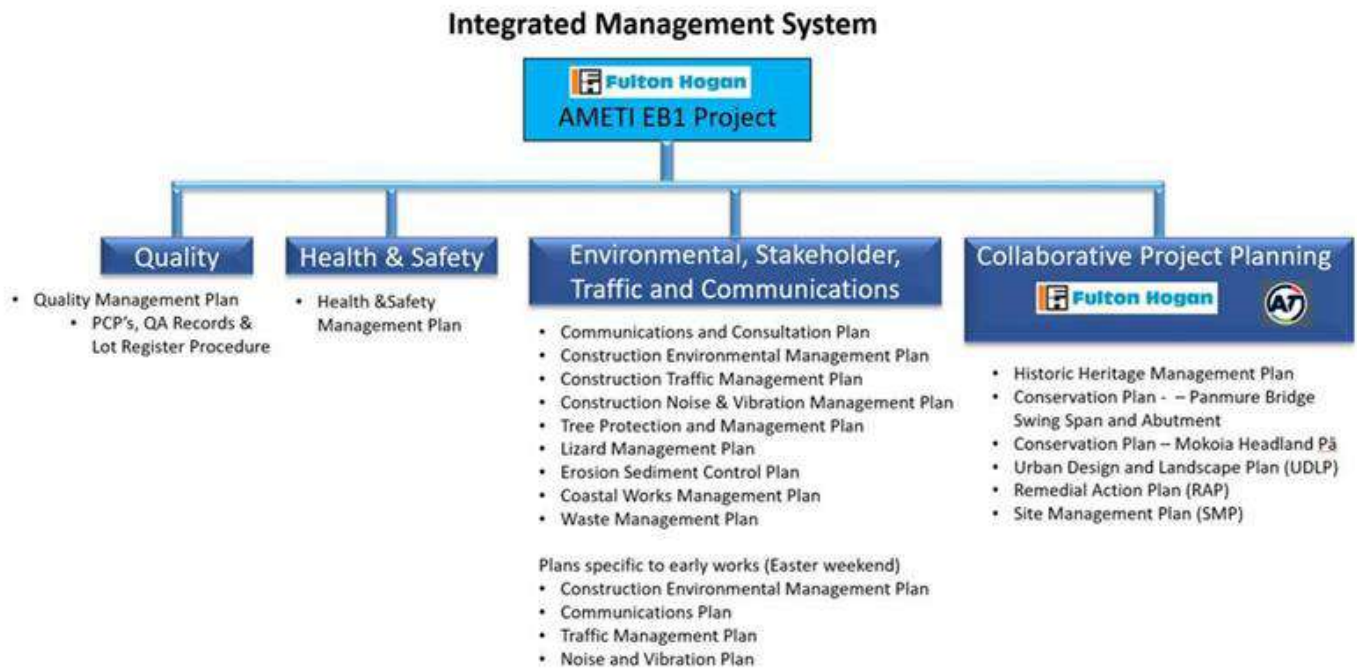 Integrated Management System
Fulton Hogan
AMETI EB1 Project
Quality
• Quality Management Plan
• PCP's, QA Records &
Lot Register Procedure
Health & Safety
• Health &Safety
Management Plan
Environmental, Stakeholder,
Traffic and Communications
• Communications and Consultation Plan
• Construction Environmental Management Plan
• Construction Traffic Management Plan
• Construction Noise & Vibration Management Plan
• Tree Protection and Management Plan
• Lizard Management Plan
• Erosion Sediment Control Plan
• Coastal Works Management Plan
• Waste Management Plan
Plans specific to early works (Easter weekend)
• Construction Environmental Management Plan
• Communications Plan
• Traffic Management Plan
• Noise and Vibration Plan
Collaborative Project Planning
Fulton Hogan
AT
• Historic Heritage Management Plan
• Conservation Plan - – Panmure Bridge
Swing Span and Abutment
• Conservation Plan – Mokoia Headland Pā
• Urban Design and Landscape Plan (UDLP)
• Remedial Action Plan (RAP)
• Site Management Plan (SMP)